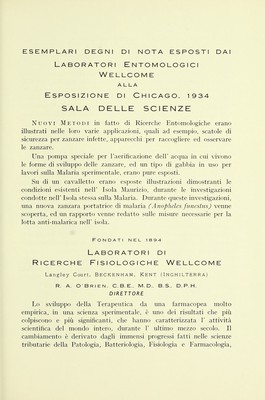 ESEMPLARI DEGNI DI NOTA ESPOSTI DAI
LABORATORI ENTOMOLOGICI
WELLCOME
ALLA
ESPOSIZIONE DI CHICAGO, 1934
SALA DELLE SCIENZE
NUOVI METODI in fatto di Ricerche Entomologiche erano
illustrati nelle loro varie applicazioni, quali ad esempio, scatole di
sicurezza per zanzare infette, apparecchi per raccogliere ed osservare
le zanzare.
Una pompa speciale per l'aerificazione dell' acqua in cui vivono
le forme di sviluppo delle zanzare, ed un tipo di gabbia in uso per
lavori sulla Malaria sperimentale, erano pure esposti.
Su di un cavalletto erano esposte illustrazioni dimostranti le
condizioni esistenti nell' Isola Maurizio, durante le investigazioni
condotte nell' Isola stessa sulla Malaria. Durante queste investigazioni,
una nuova zanzara portatrice di malaria (Anopheles funestus) venne
scoperta, ed un rapporto venne redatto sulle misure necessarie per la
lotta anti-malarica nell' isola.
FONDATI NEL 1894
LABORATORI DI
RICERCHE FISIOLOGICHE WELLCOME
Langley Court, BECKENHAM, KENT (INGHILTERRA)
R. A. O'BRIEN, C.B.E., M.D., B.S., D.P.H.
DIRETTORE
Lo sviluppo della Terapeutica da una farmacopea molto
empirica, in una scienza sperimentale, è uno dei risultati che più
colpiscono e più significanti, che hanno caratterizzata l' attività
scientifica del mondo intero, durante l' ultimo mezzo secolo. Il
cambiamento è derivato dagli immensi progressi fatti nelle scienze
tributarie della Patologia, Batteriologia, Fisiologia e Farmacologia,